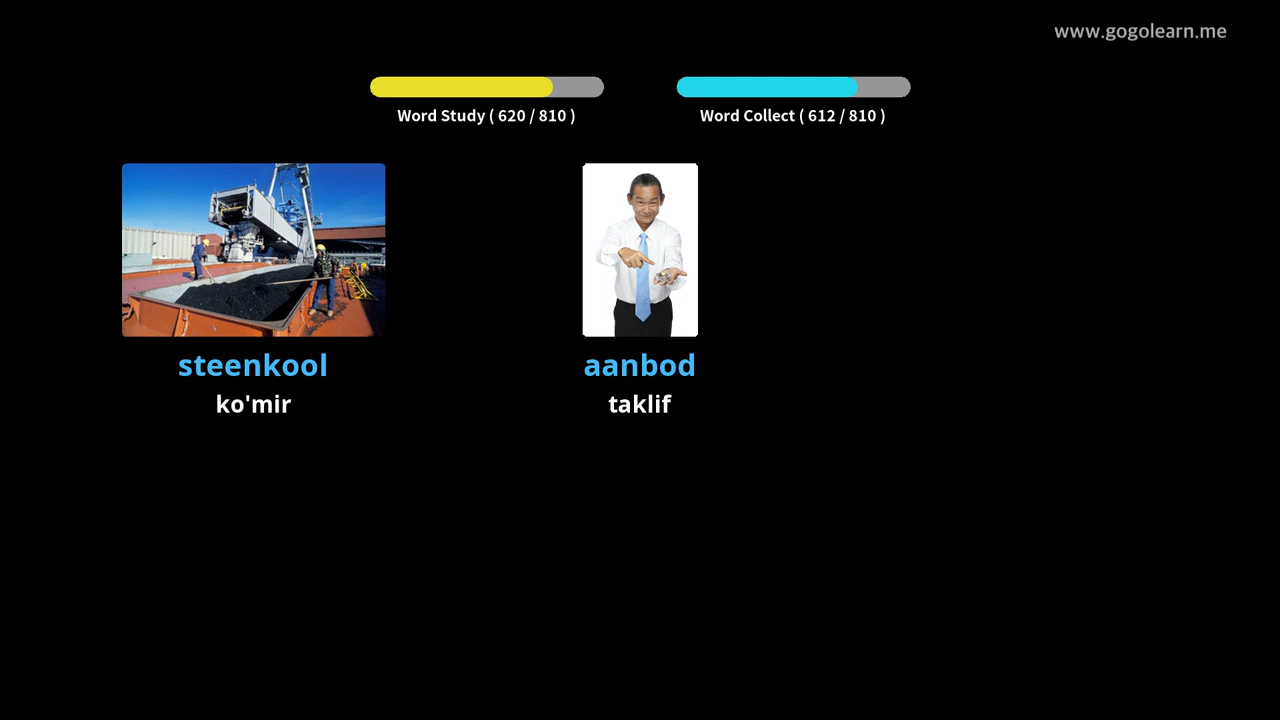 www.gogolearn.me
Word Study ( 620 / 810 )
Word Collect ( 612 / 810 )
steenkool
ko'mir
aanbod
taklif